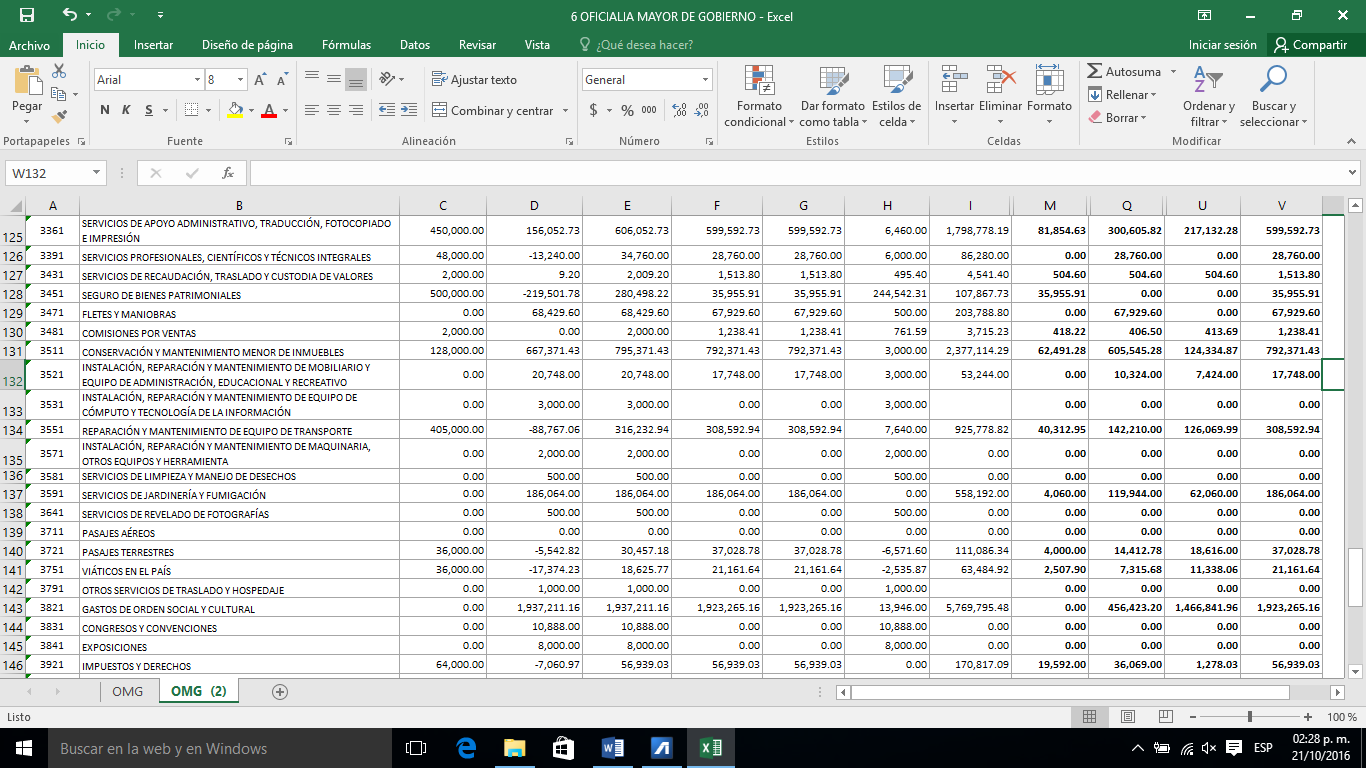 6 OFICIALIA MAYOR DE GOBIERNO - Excel
Archivo Inicio Insertar Diseño de página Fórmulas Datos Revisar Vista ¿Qué desea hacer? Iniciar sesión Compartir
Pegar Arial 8 Ajustar texto General Formato condicional Dar formato como tabla Estilos de celda Insertar Eliminar Formato Autosuma Ordenar y filtrar Buscar y seleccionar
N K S Combinar y centrar $ % 000 Rellenar
Borrar
Portapapeles Fuente Alineación Número Estilos Celdas Modificar
W132 fx
A B C D E F G H I M Q U V
125 3361 SERVICIOS DE APOYO ADMINISTRATIVO, TRADUCCIÓN, FOTOCOPIADO E IMPRESIÓN 450,000.00 156,052.73 606,052.73 599,592.73 599,592.73 6,460.00 1,798,778.19 81,854.63 300,605.82 217,132.28 599,592.73
126 3391 SERVICIOS PROFESIONALES, CIENTÍFICOS Y TÉCNICOS INTEGRALES 48,000.00 -13,240.00 34,760.00 28,760.00 28,760.00 6,000.00 86,280.00 0.00 28,760.00 0.00 28,760.00
127 3431 SERVICIOS DE RECAUDACIÓN, TRASLADO Y CUSTODIA DE VALORES 2,000.00 9.20 2,009.20 1,513.80 1,513.80 495.40 4,541.40 504.60 504.60 504.60 1,513.80
128 3451 SEGURO DE BIENES PATRIMONIALES 500,000.00 -219,501.78 280,498.22 35,955.91 35,955.91 244,542.31 107,867.73 35,955.91 0.00 0.00 35,955.91
129 3471 FLETES Y MANIOBRAS 0.00 68,429.60 68,429.60 67,929.60 67,929.60 500.00 203,788.80 0.00 67,929.60 0.00 67,929.60
130 3481 COMISIONES POR VENTAS 2,000.00 0.00 2,000.00 1,238.41 1,238.41 761.59 3,715.23 418.22 406.50 413.69 1,238.41
131 3511 CONSERVACIÓN Y MANTENIMIENTO MENOR DE INMUEBLES 128,000.00 667,371.43 795,371.43 792,371.43 792,371.43 3,000.00 2,377,114.29 62,491.28 605,545.28 124,334.87 792,371.43
132 3521 INSTALACIÓN, REPARACIÓN Y MANTENIMIENTO DE MOBILIARIO Y EQUIPO DE ADMINISTRACIÓN, EDUCACIONAL Y RECREATIVO 0.00 20,748.00 20,748.00 17,748.00 17,748.00 3,000.00 53,244.00 0.00 10,324.00 7,424.00 17,748.00
133 3531 INSTALACIÓN, REPARACIÓN Y MANTENIMIENTO DE EQUIPO DE CÓMPUTO Y TECNOLOGÍA DE LA INFORMACIÓN 0.00 3,000.00 3,000.00 0.00 0.00 3,000.00 0.00 0.00 0.00 0.00
134 3551 REPARACIÓN Y MANTENIMIENTO DE EQUIPO DE TRANSPORTE 405,000.00 -88,767.06 316,232.94 308,592.94 308,592.94 7,640.00 925,778.82 40,312.95 142,210.00 126,069.99 308,592.94
135 3571 INSTALACIÓN, REPARACIÓN Y MANTENIMIENTO DE MAQUINARIA, OTROS EQUIPOS Y HERRAMIENTA 0.00 2,000.00 2,000.00 0.00 0.00 2,000.00 0.00 0.00 0.00 0.00 0.00
136 3581 SERVICIOS DE LIMPIEZA Y MANEJO DE DESECHOS 0.00 500.00 500.00 0.00 0.00 500.00 0.00 0.00 0.00 0.00 0.00
137 3591 SERVICIOS DE JARDINERÍA Y FUMIGACIÓN 0.00 186,064.00 186,064.00 186,064.00 186,064.00 0.00 558,192.00 4,060.00 119,944.00 62,060.00 186,064.00
138 3641 SERVICIOS DE REVELADO DE FOTOGRAFÍAS 0.00 500.00 500.00 0.00 0.00 500.00 0.00 0.00 0.00 0.00 0.00
139 3711 PASAJES AÉREOS 0.00 0.00 0.00 0.00 0.00 0.00 0.00 0.00 0.00 0.00 0.00
140 3721 PASAJES TERRESTRES 36,000.00 -5,542.82 30,457.18 37,028.78 37,028.78 -6,571.60 111,086.34 4,000.00 14,412.78 18,616.00 37,028.78
141 3751 VIÁTICOS EN EL PAÍS 36,000.00 -17,374.23 18,625.77 21,161.64 21,161.64 -2,535.87 63,484.92 2,507.90 7,315.68 11,338.06 21,161.64
142 3791 OTROS SERVICIOS DE TRASLADO Y HOSPEDAJE 0.00 1,000.00 1,000.00 0.00 0.00 1,000.00 0.00 0.00 0.00 0.00
143 3821 GASTOS DE ORDEN SOCIAL Y CULTURAL 0.00 1,937,211.16 1,937,211.16 1,923,265.16 1,923,265.16 13,946.00 5,769,795.48 0.00 456,423.20 1,466,841.96 1,923,265.16
144 3831 CONGRESOS Y CONVENCIONES 0.00 10,888.00 10,888.00 0.00 0.00 10,888.00 0.00 0.00 0.00 0.00 0.00
145 3841 EXPOSICIONES 0.00 8,000.00 8,000.00 0.00 0.00 8,000.00 0.00 0.00 0.00 0.00 0.00
146 3921 IMPUESTOS Y DERECHOS 64,000.00 -7,060.97 56,939.03 56,939.03 56,939.03 0.00 170,817.09 19,592.00 36,069.00 1,278.03 56,939.03
OMG OMG (2)
Listo 100 %
Buscar en la web y en Windows ESP 02:28 p. m.
21/10/2016